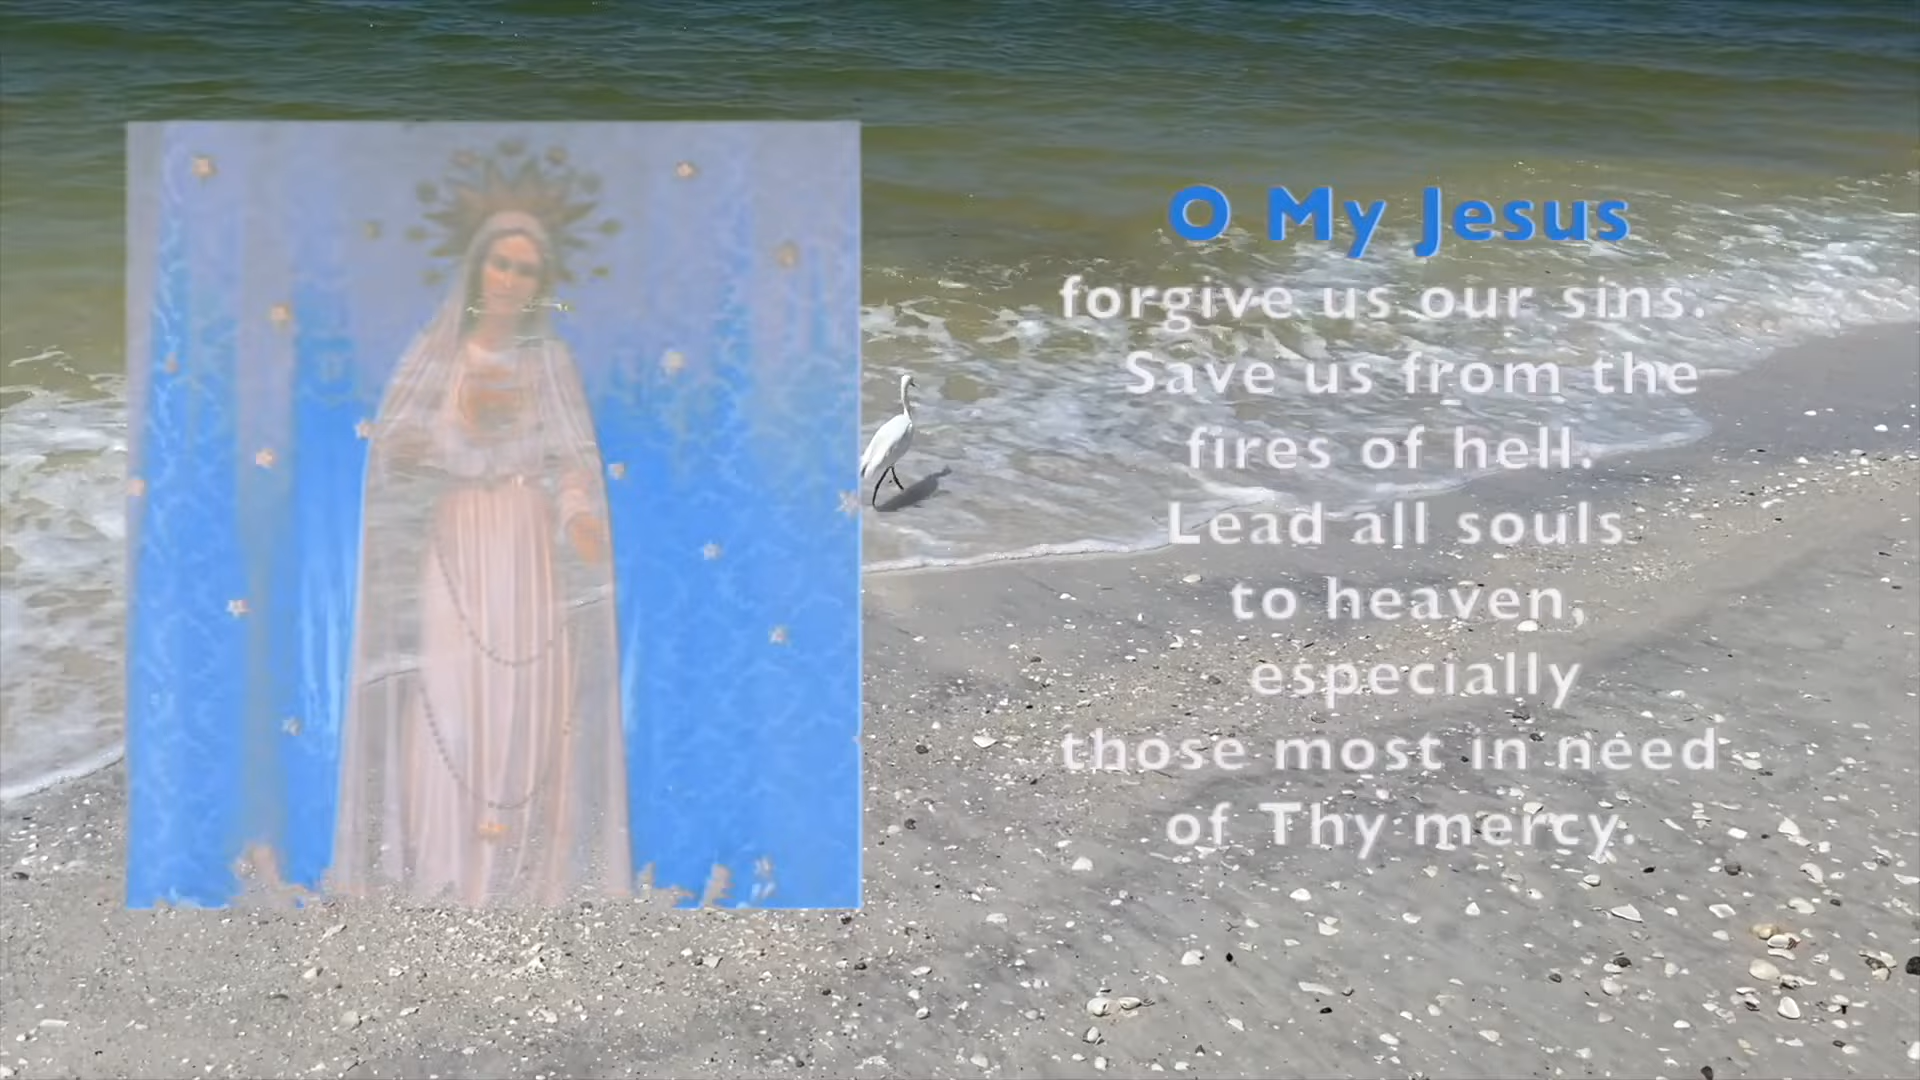 O My Jesus
forgive us our sins.
Save us from the
fires of hell.
Lead all souls
to heaven,
especially
those most in need
of Thy mercy.